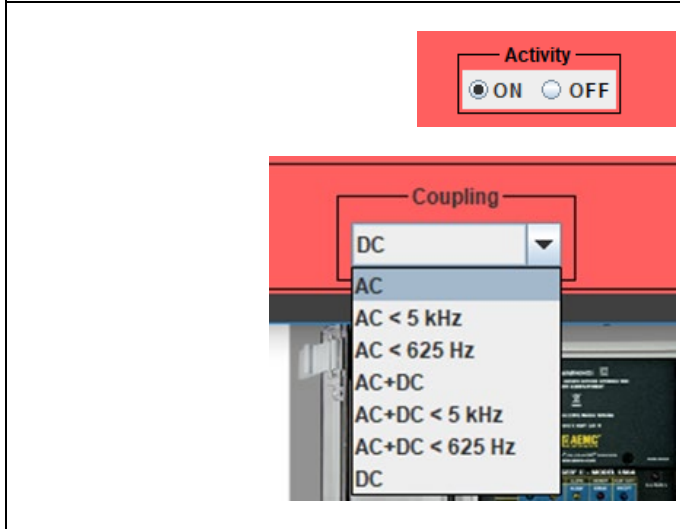 Activity
ON OFF
Coupling
DC
AC
AC < 5 kHz
AC < 625 Hz
AC+DC
AC+DC < 5 kHz
AC+DC < 625 Hz
DC
AEMC